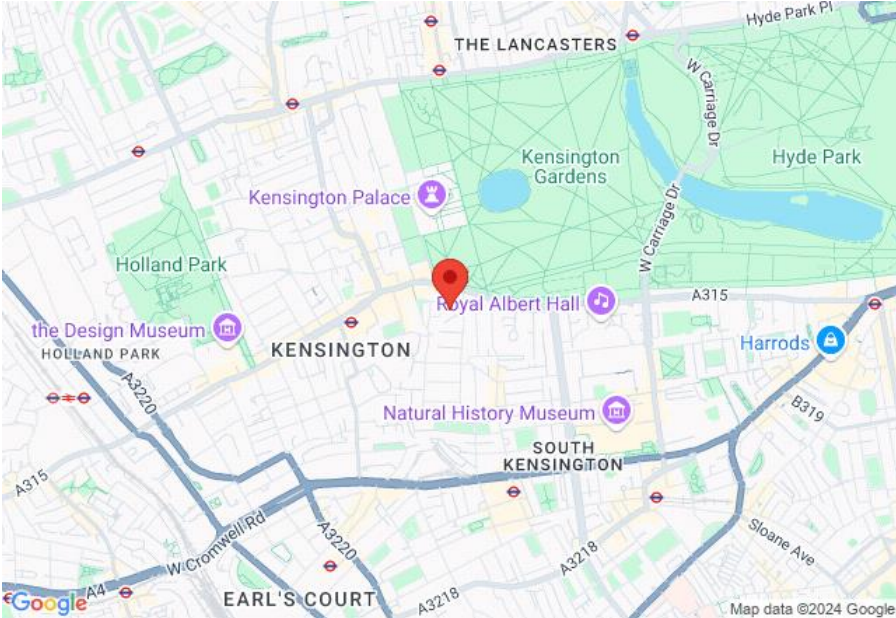 Hyde Park Pl
THE LANCASTERS
W Carriage Dr
Kensington
Gardens
Hyde Park
Kensington Palace
W Carriage Dr
Holland Park
Royal Albert Hall
A315
the Design Museum
HOLLAND PARK
KENSINGTON
Harrods
A3220
B319
Natural History Museum
SOUTH
KENSINGTON
A315
W Cromwell Rd
A3220
A3218
Sloane Ave
A4
EARL'S COURT
A3218
Google
Map data ©2024 Google